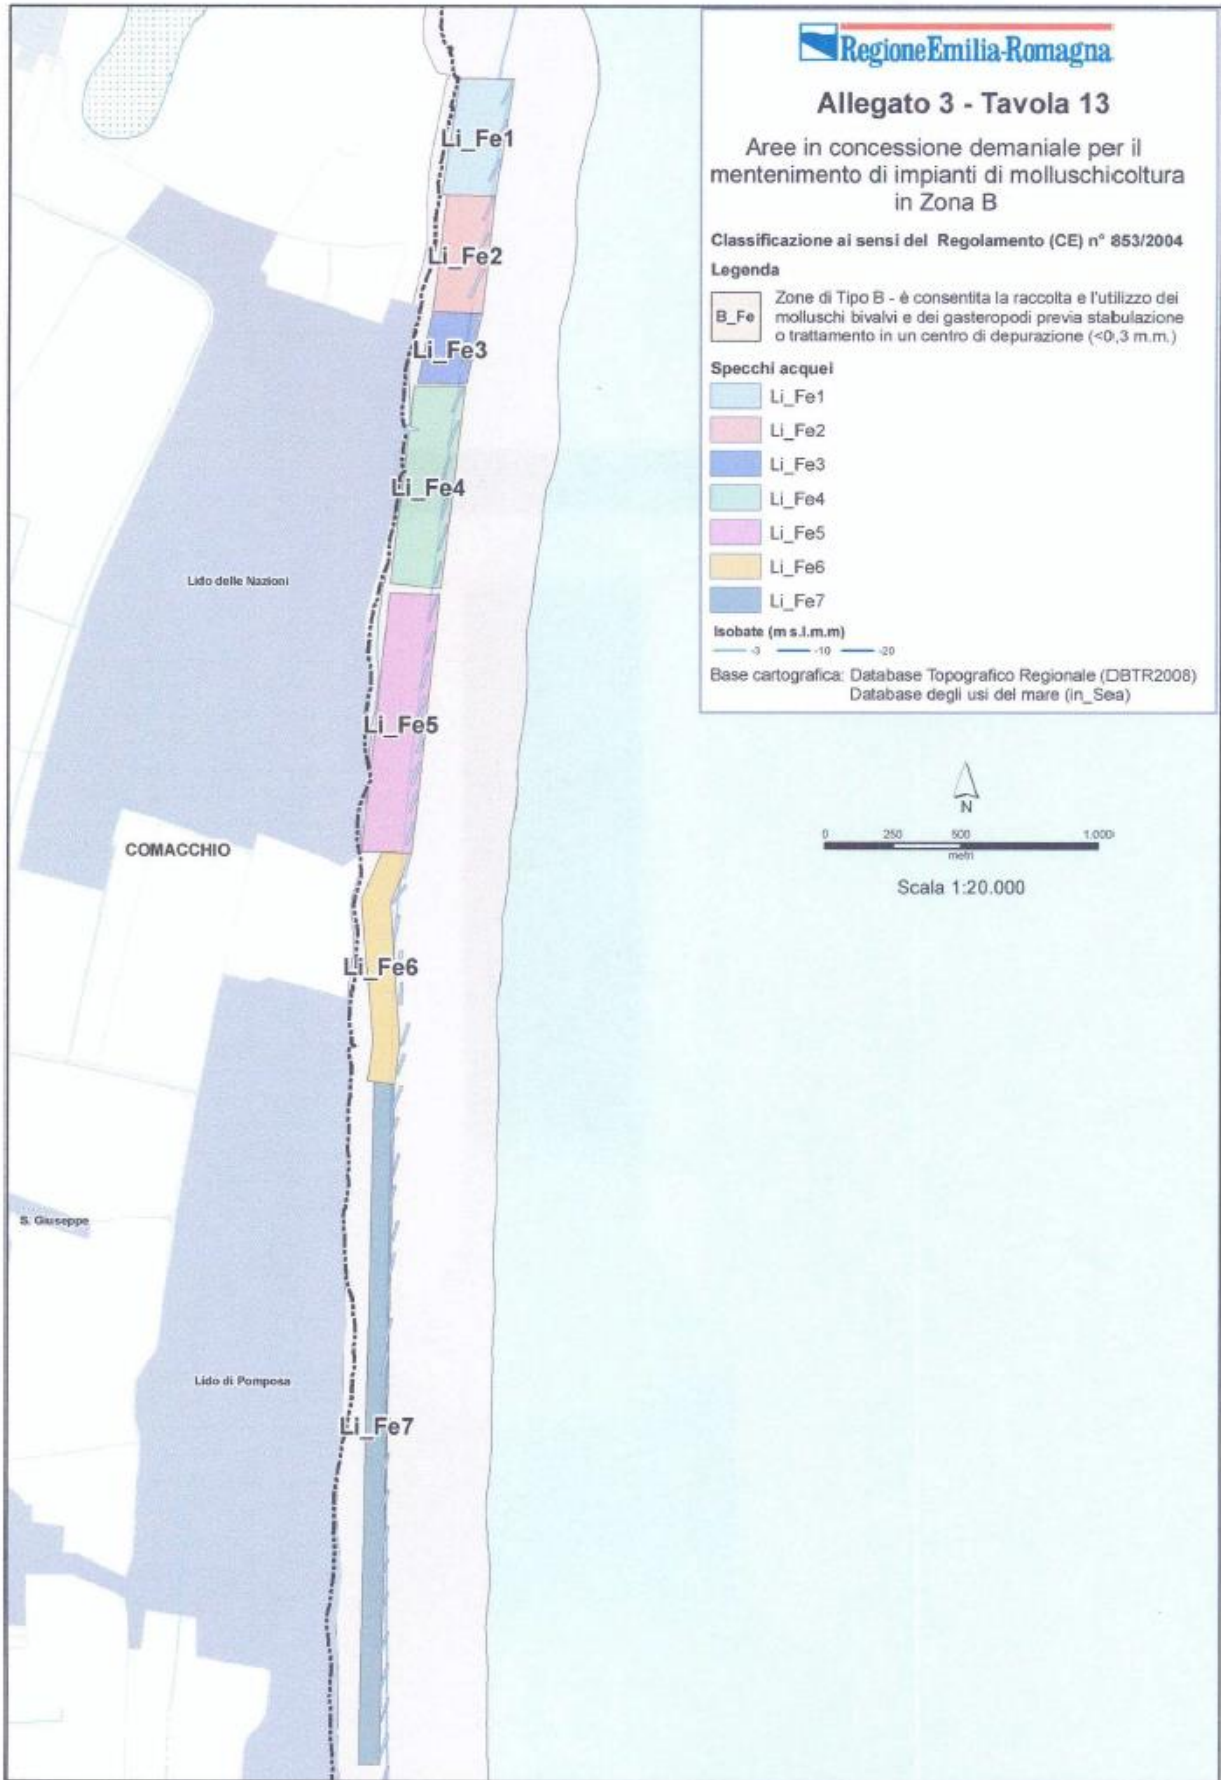 RegioneEmilia-Romagna
Allegato 3 - Tavola 13
Aree in concessione demaniale per il
mentenimento di impianti di molluschicoltura
in Zona B
Classificazione ai sensi del Regolamento (CE) n° 853/2004
Legenda
B_Fe
Zone di Tipo B - è consentita la raccolta e l'utilizzo dei
molluschi bivalvi e dei gasteropodi previa stabulazione
o trattamento in un centro di depurazione (<0,3 m.m.)
Specchi acquei
Li_Fe1
Li_Fe2
Li_Fe3
Li_Fe4
Li_Fe5
Li_Fe6
Li_Fe7
Isobate (m s.l.m.m)
-3 -10 -20
Base cartografica: Database Topografico Regionale (DBTR2008)
Database degli usi del mare (in_Sea)
N
0 250 500 1.000
metri
Scala 1:20.000
Li_Fe1
Li_Fe2
Li_Fe3
Li_Fe4
Lido delle Nazioni
Li_Fe5
COMACCHIO
Li_Fe6
S. Giuseppe
Lido di Pomposa
Li_Fe7